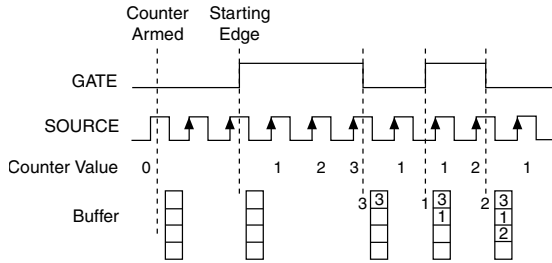 Counter Armed
Starting Edge
GATE
SOURCE
Counter Value 0 1 2 3 1 1 2 1
Buffer
3 3
1 3
1
2 3
1
2